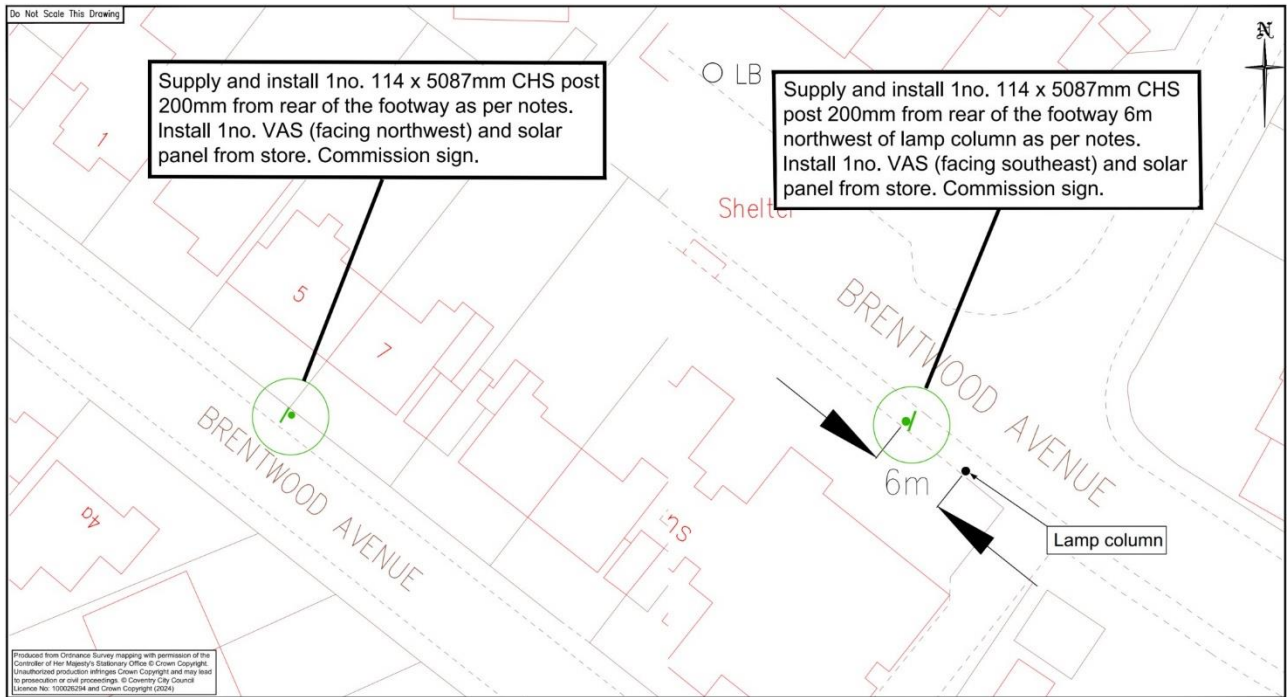 Do Not Scale This Drawing
Supply and install 1no. 114 x 5087mm CHS post
200mm from rear of the footway as per notes.
Install 1no. VAS (facing northwest) and solar
panel from store. Commission sign.
LB
Supply and install 1no. 114 x 5087mm CHS
post 200mm from rear of the footway 6m
northwest of lamp column as per notes.
Install 1no. VAS (facing southeast) and solar
panel from store. Commission sign.
N
1
Shelter
5
7
BRENTWOOD AVENUE
BRENTWOOD AVENUE
6m
4a
ns
Lamp column
Produced from Ordnance Survey mapping with permission of the
Controller of Her Majesty's Stationary Office © Crown Copyright.
Unauthorized production infringes Crown Copyright and may lead
to prosecution or civil proceedings. © Coventry City Council
Licence No: 100026294 and Crown Copyright (2024)